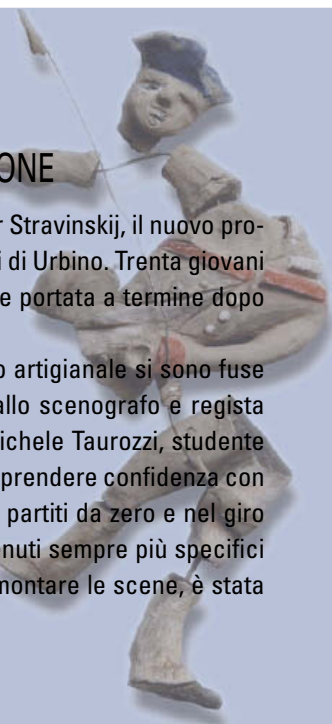 ONE
r Stravinskij, il nuovo pro-
i di Urbino. Trenta giovani
e portata a termine dopo
o artigianale si sono fuse
allo scenografo e regista
ichele Taurozzi, studente
prendere confidenza con
partiti da zero e nel giro
nuti sempre più specifici
montare le scene, è stata